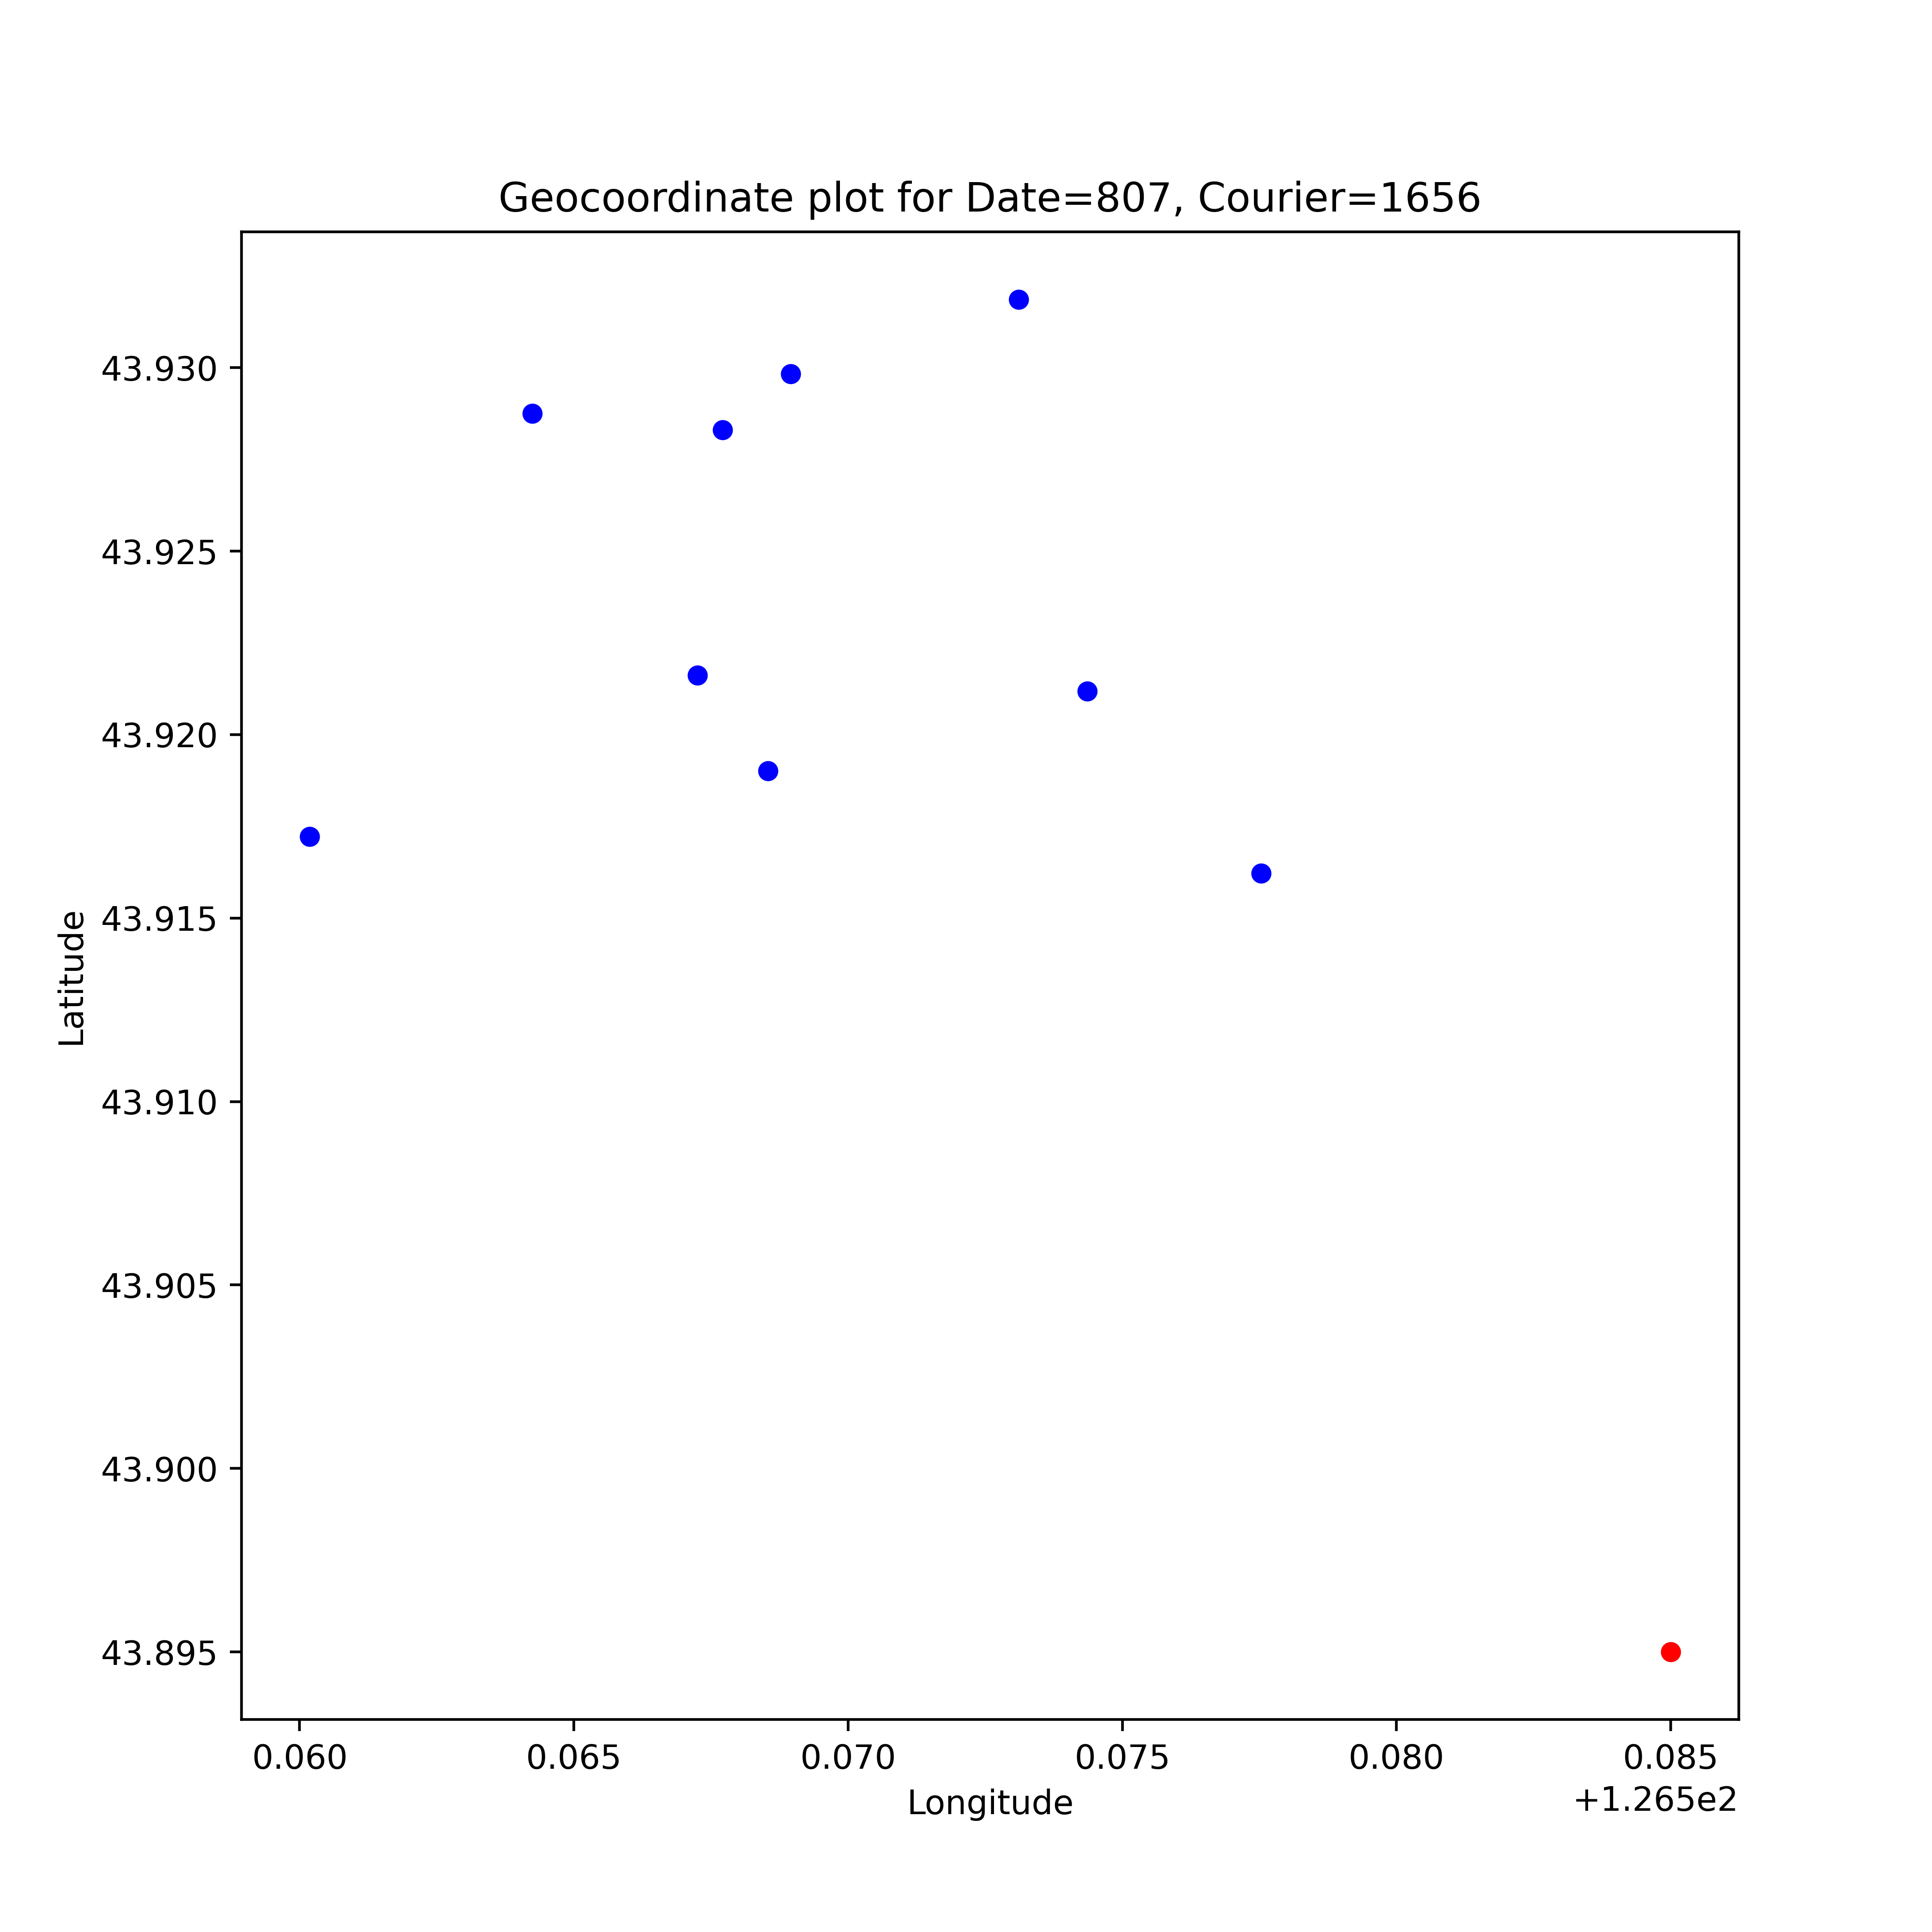 Geocoordinate plot for Date=807, Courier=1656
43.930
43.925
43.920
43.915
43.910
43.905
43.900
43.895
Latitude
0.060 0.065 0.070 0.075 0.080 0.085
+1.265e2
Longitude